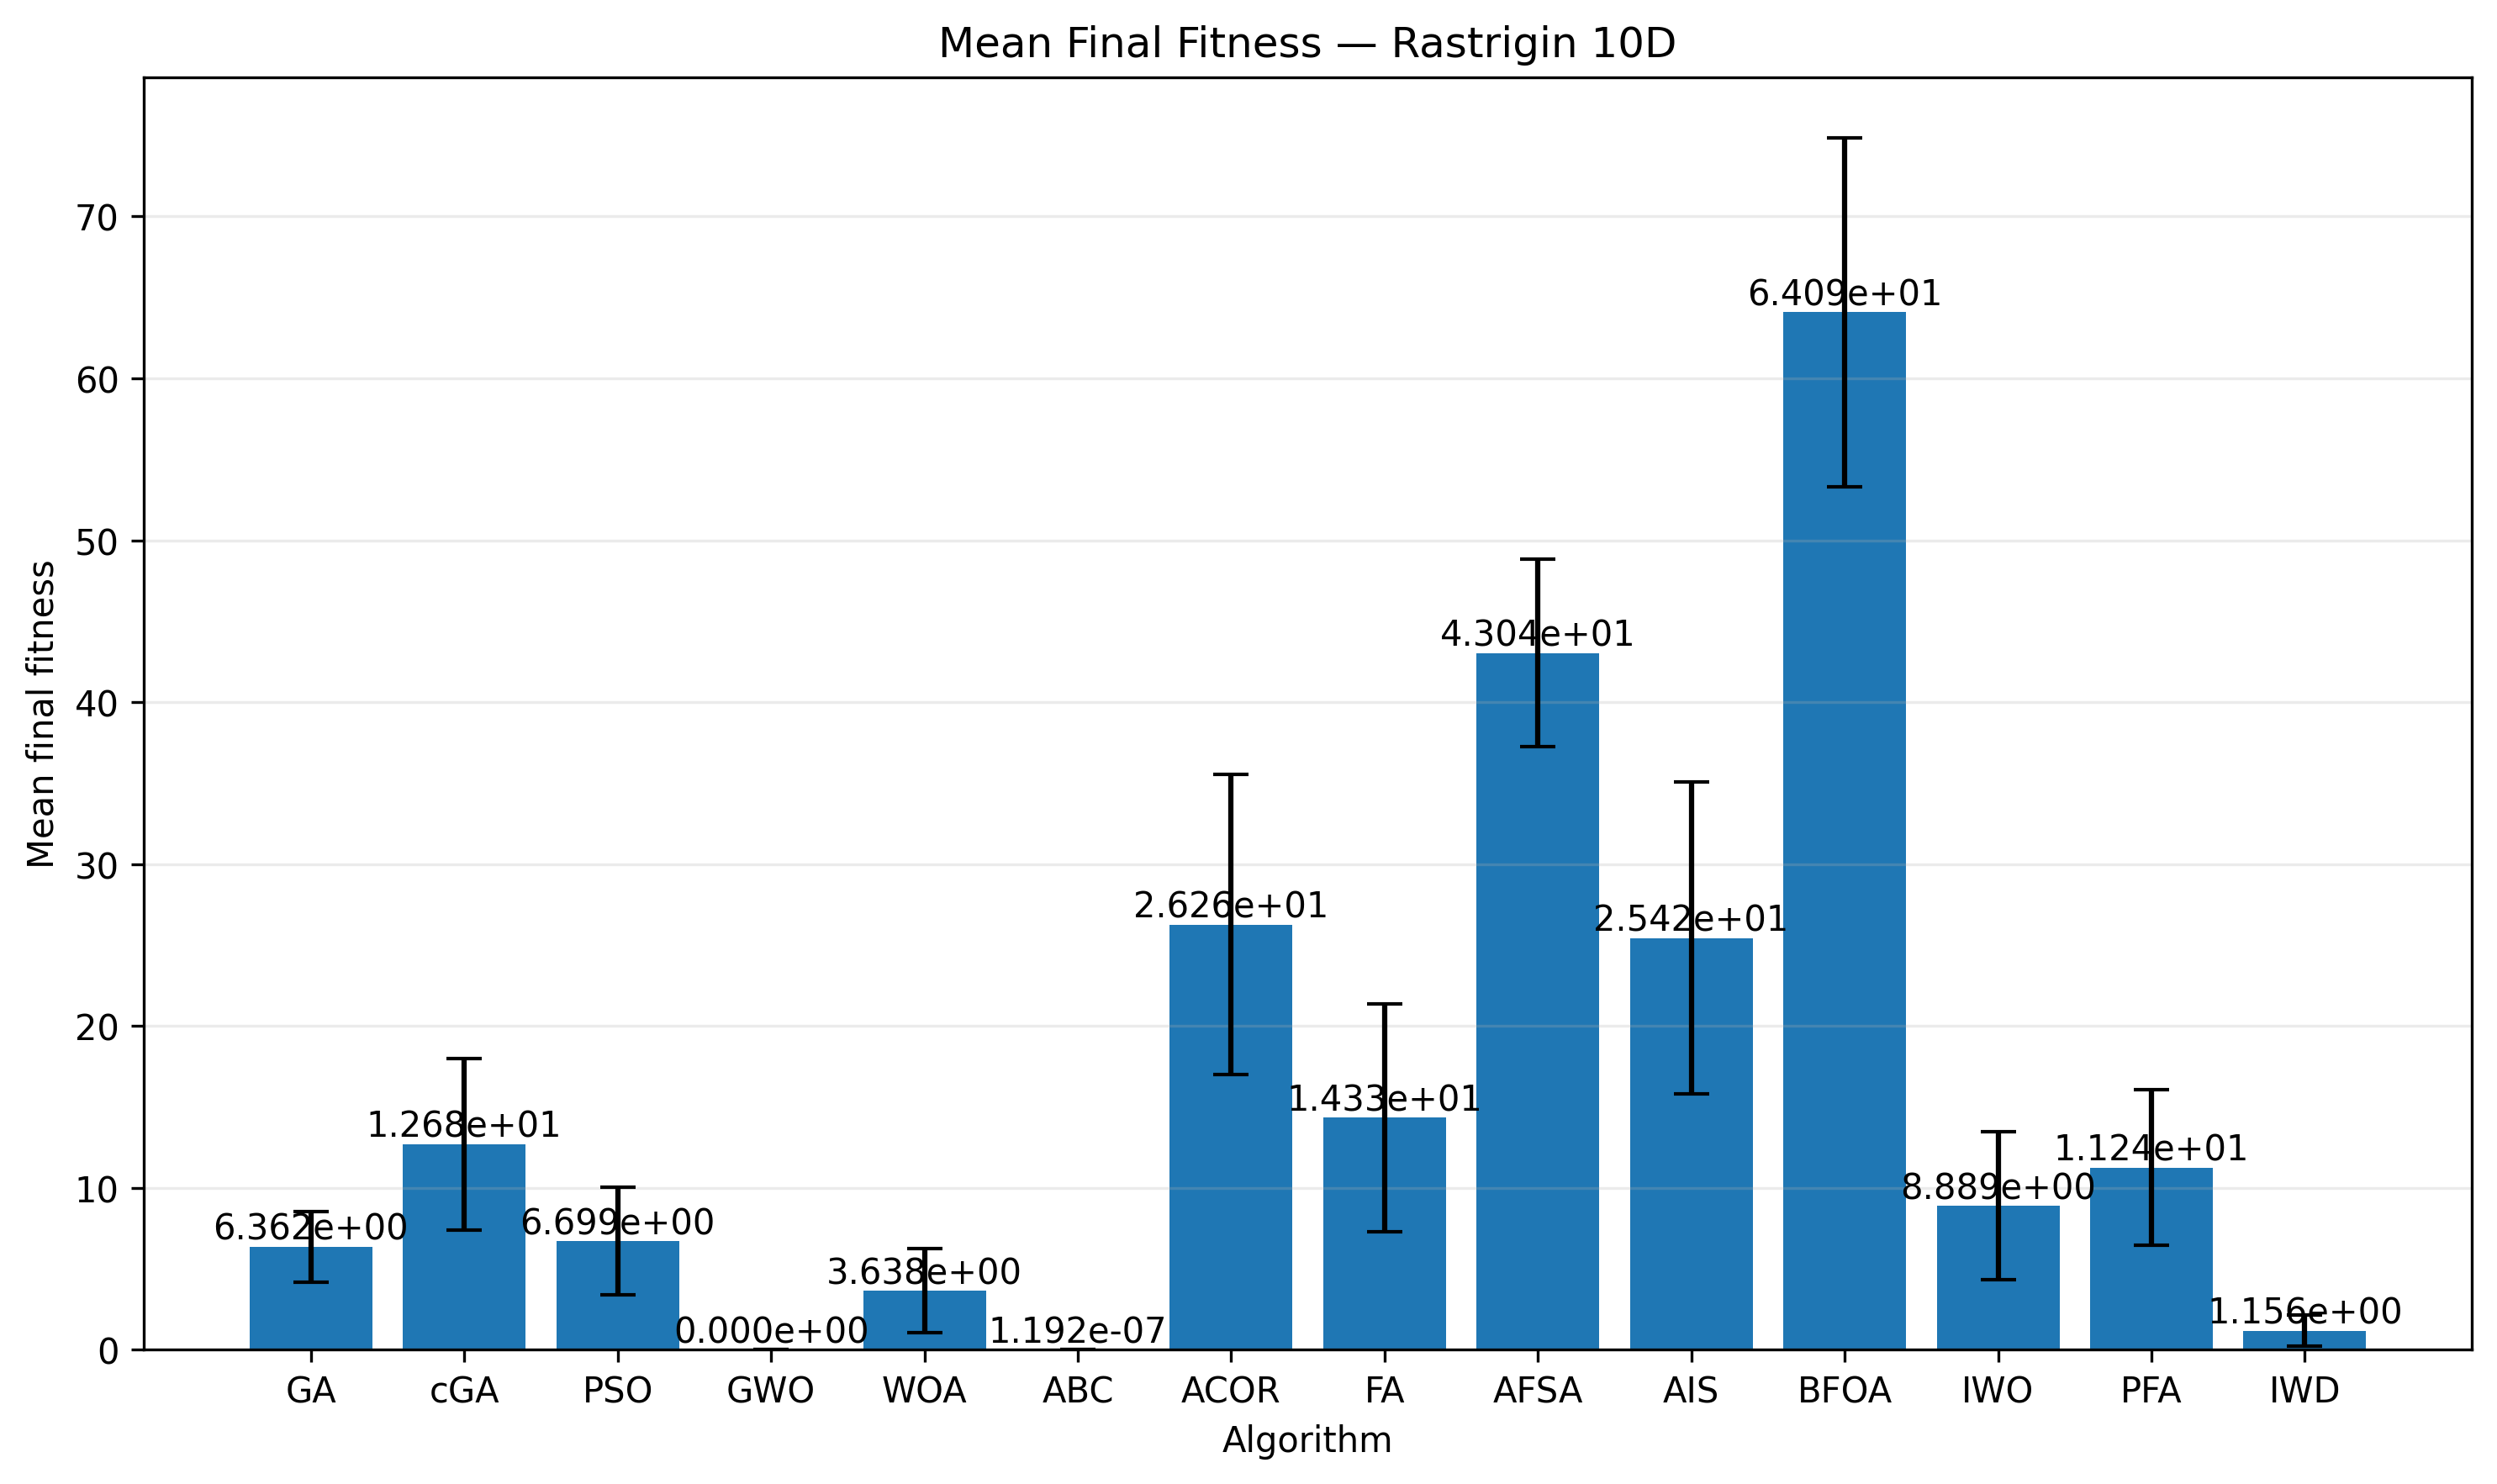 Mean Final Fitness — Rastrigin 10D
Mean final fitness
70
60
50
40
30
20
10
0
6.362e+00
1.268e+01
6.699e+00
0.000e+00
3.638e+00
1.192e-07
2.626e+01
1.433e+01
4.304e+01
2.542e+01
6.409e+01
8.889e+00
1.124e+01
1.156e+00
GA cGA PSO GWO WOA ABC ACOR FA AFSA AIS BFOA IWO PFA IWD
Algorithm